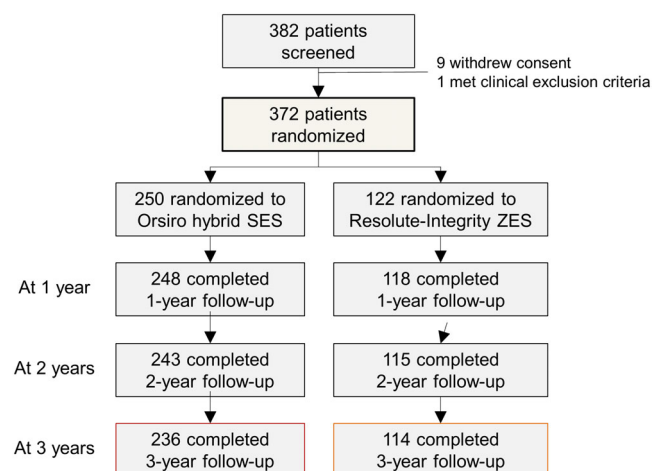 382 patients
screened
9 withdrew consent
1 met clinical exclusion criteria
372 patients
randomized
250 randomized to
Orsiro hybrid SES
122 randomized to
Resolute-Integrity ZES
At 1 year
248 completed
1-year follow-up
118 completed
1-year follow-up
At 2 years
243 completed
2-year follow-up
115 completed
2-year follow-up
At 3 years
236 completed
3-year follow-up
114 completed
3-year follow-up